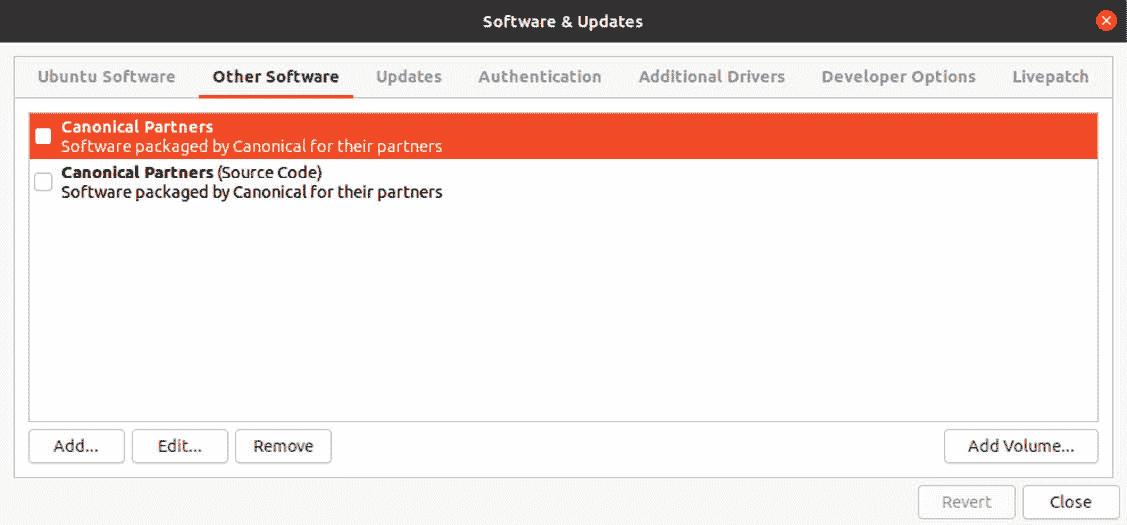 Software & Updates
Ubuntu Software Other Software Updates Authentication Additional Drivers Developer Options Livepatch
Canonical Partners
Software packaged by Canonical for their partners
Canonical Partners (Source Code)
Software packaged by Canonical for their partners
Add... Edit... Remove Add Volume...
Revert Close